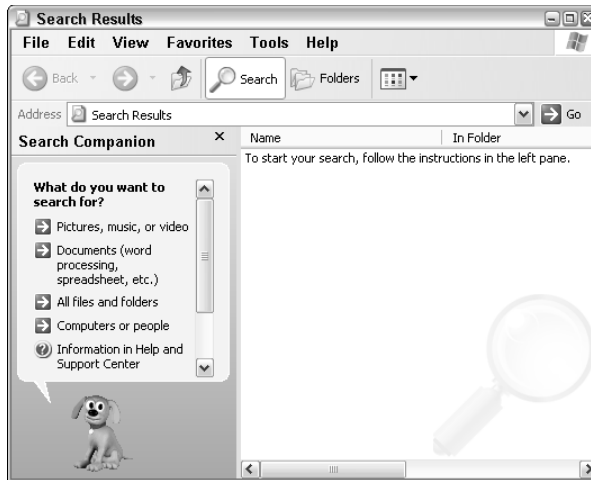 Search Results
File Edit View Favorites Tools Help
Back Search Folders
Address Search Results Go
Search Companion
Name In Folder
To start your search, follow the instructions in the left pane.
What do you want to
search for?
Pictures, music, or video
Documents (word
processing,
spreadsheet, etc.)
All files and folders
Computers or people
Information in Help and
Support Center